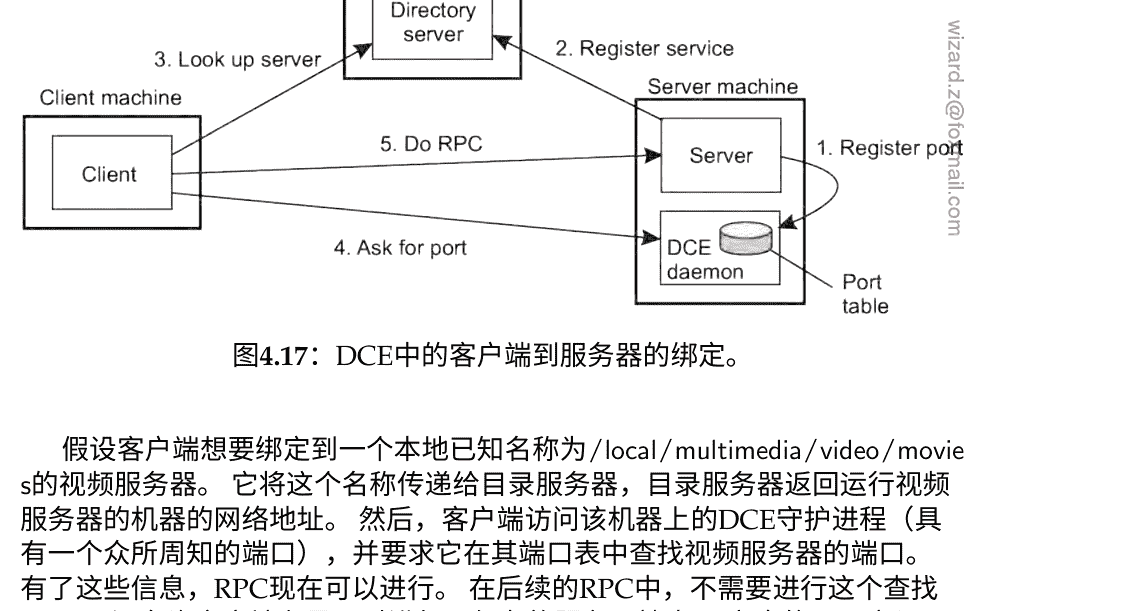 Directory
server
3. Look up server
2. Register service
Client machine
Server machine
5. Do RPC
1. Register port
Client
Server
4. Ask for port
DCE
daemon
Port
table
wizard.z@foxmail.com
图4.17：DCE中的客户端到服务器的绑定。
假设客户端想要绑定到一个本地已知名称为/local/multimedia/video/movie
s的视频服务器。 它将这个名称传递给目录服务器，目录服务器返回运行视频
服务器的机器的网络地址。 然后，客户端访问该机器上的DCE守护进程（具
有一个众所周知的端口），并要求它在其端口表中查找视频服务器的端口。
有了这些信息，RPC现在可以进行。 在后续的RPC中，不需要进行这个查找